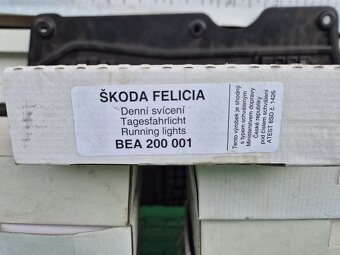 ŠKODA FELICIA
Denní svícení
Tagesfahrlicht
Running lights
BEA 200 001
Tento výrobek je shodný
s typem schváleným
Ministerstvem dopravy
České republiky
pod číslem schválení
ATEST 8SD č. 1426